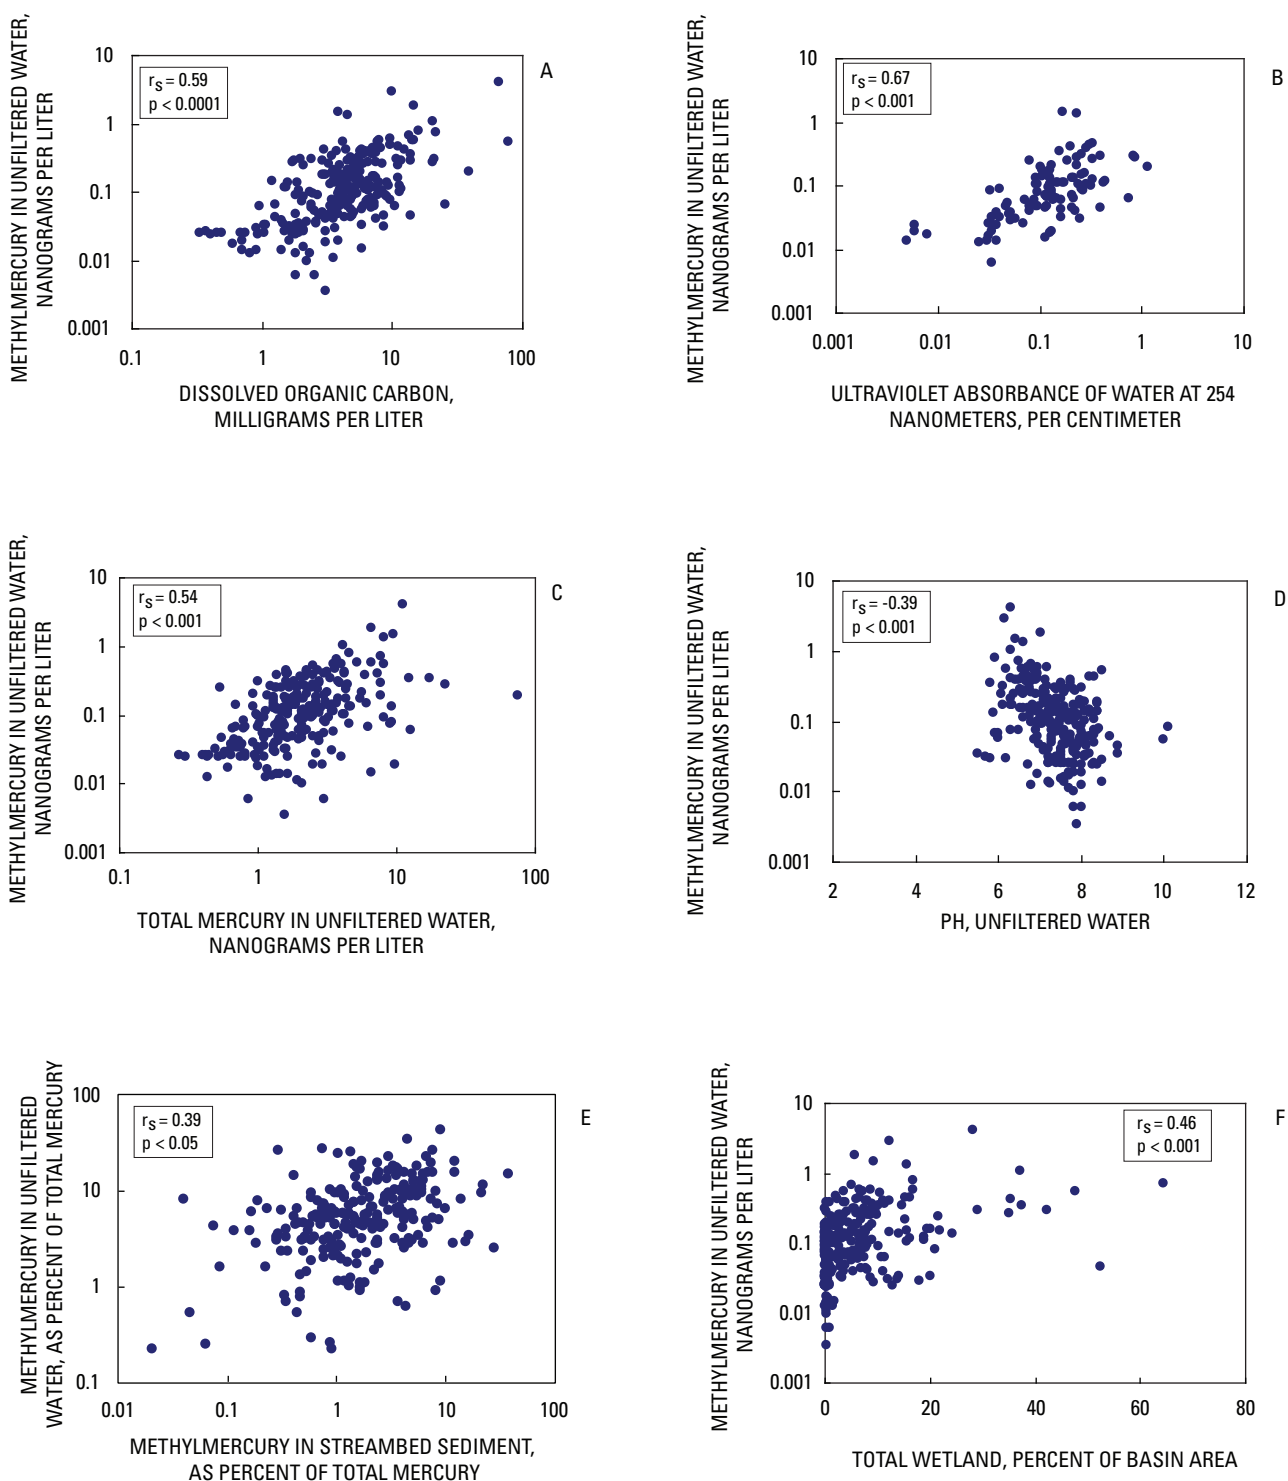 METHYLMERCURY IN UNFILTERED WATER,
NANOGRAMS PER LITER
10
1
0.1
0.01
0.001
rs = 0.59
p < 0.0001
A
0.1
1
10
100
DISSOLVED ORGANIC CARBON,
MILLIGRAMS PER LITER
METHYLMERCURY IN UNFILTERED WATER,
NANOGRAMS PER LITER
10
1
0.1
0.01
0.001
rs = 0.67
p < 0.001
B
0.001
0.01
0.1
1
10
ULTRAVIOLET ABSORBANCE OF WATER AT 254
NANOMETERS, PER CENTIMETER
METHYLMERCURY IN UNFILTERED WATER,
NANOGRAMS PER LITER
10
1
0.1
0.01
0.001
rs = 0.54
p < 0.001
C
0.1
1
10
100
TOTAL MERCURY IN UNFILTERED WATER,
NANOGRAMS PER LITER
METHYLMERCURY IN UNFILTERED WATER,
NANOGRAMS PER LITER
10
1
0.1
0.01
0.001
rs = -0.39
p < 0.001
D
2
4
6
8
10
12
PH, UNFILTERED WATER
METHYLMERCURY IN UNFILTERED
WATER, AS PERCENT OF TOTAL MERCURY
100
10
1
0.1
rs = 0.39
p < 0.05
E
0.01
0.1
1
10
100
METHYLMERCURY IN STREAMBED SEDIMENT,
AS PERCENT OF TOTAL MERCURY
METHYLMERCURY IN UNFILTERED WATER,
NANOGRAMS PER LITER
10
1
0.1
0.01
0.001
rs = 0.46
p < 0.001
F
0
20
40
60
80
TOTAL WETLAND, PERCENT OF BASIN AREA